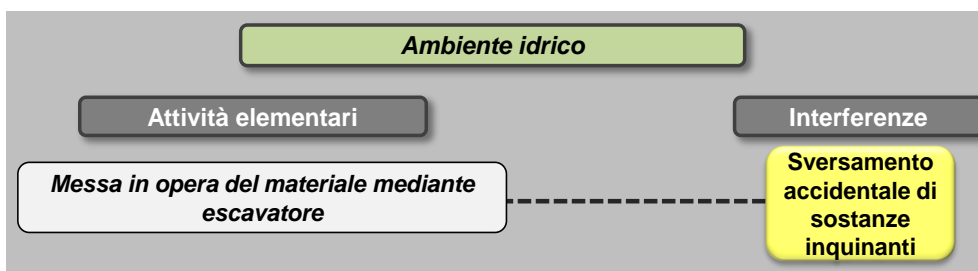 Ambiente idrico
Attività elementari
Interferenze
Messa in opera del materiale mediante
escavatore
Sversamento
accidentale di
sostanze
inquinanti